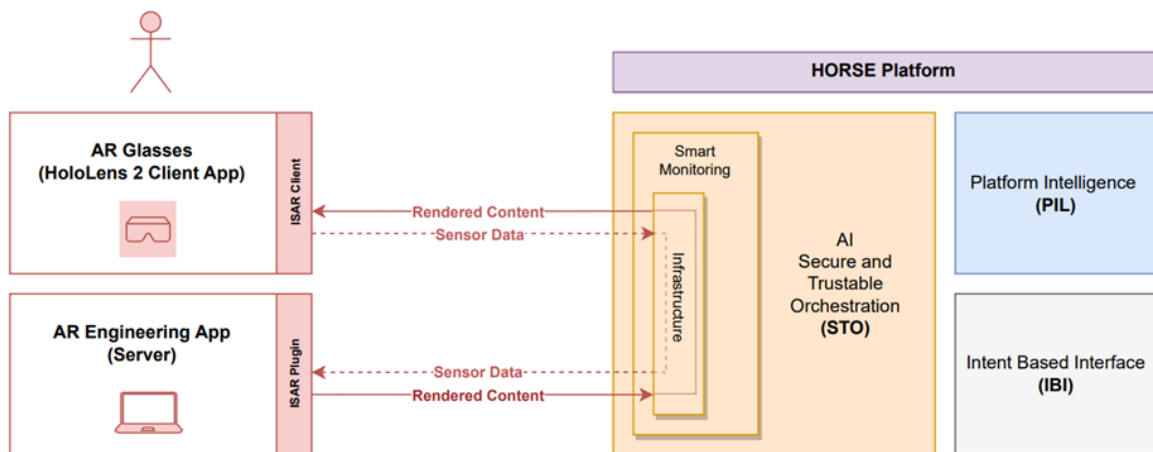 HORSE Platform
AR Glasses
(HoloLens 2 Client App)
ISAR Client
Rendered Content
Sensor Data
Smart
Monitoring
Infrastructure
AI
Secure and
Trustable
Orchestration
(STO)
Platform Intelligence
(PIL)
AR Engineering App
(Server)
ISAR Plugin
Sensor Data
Rendered Content
Intent Based Interface
(IBI)